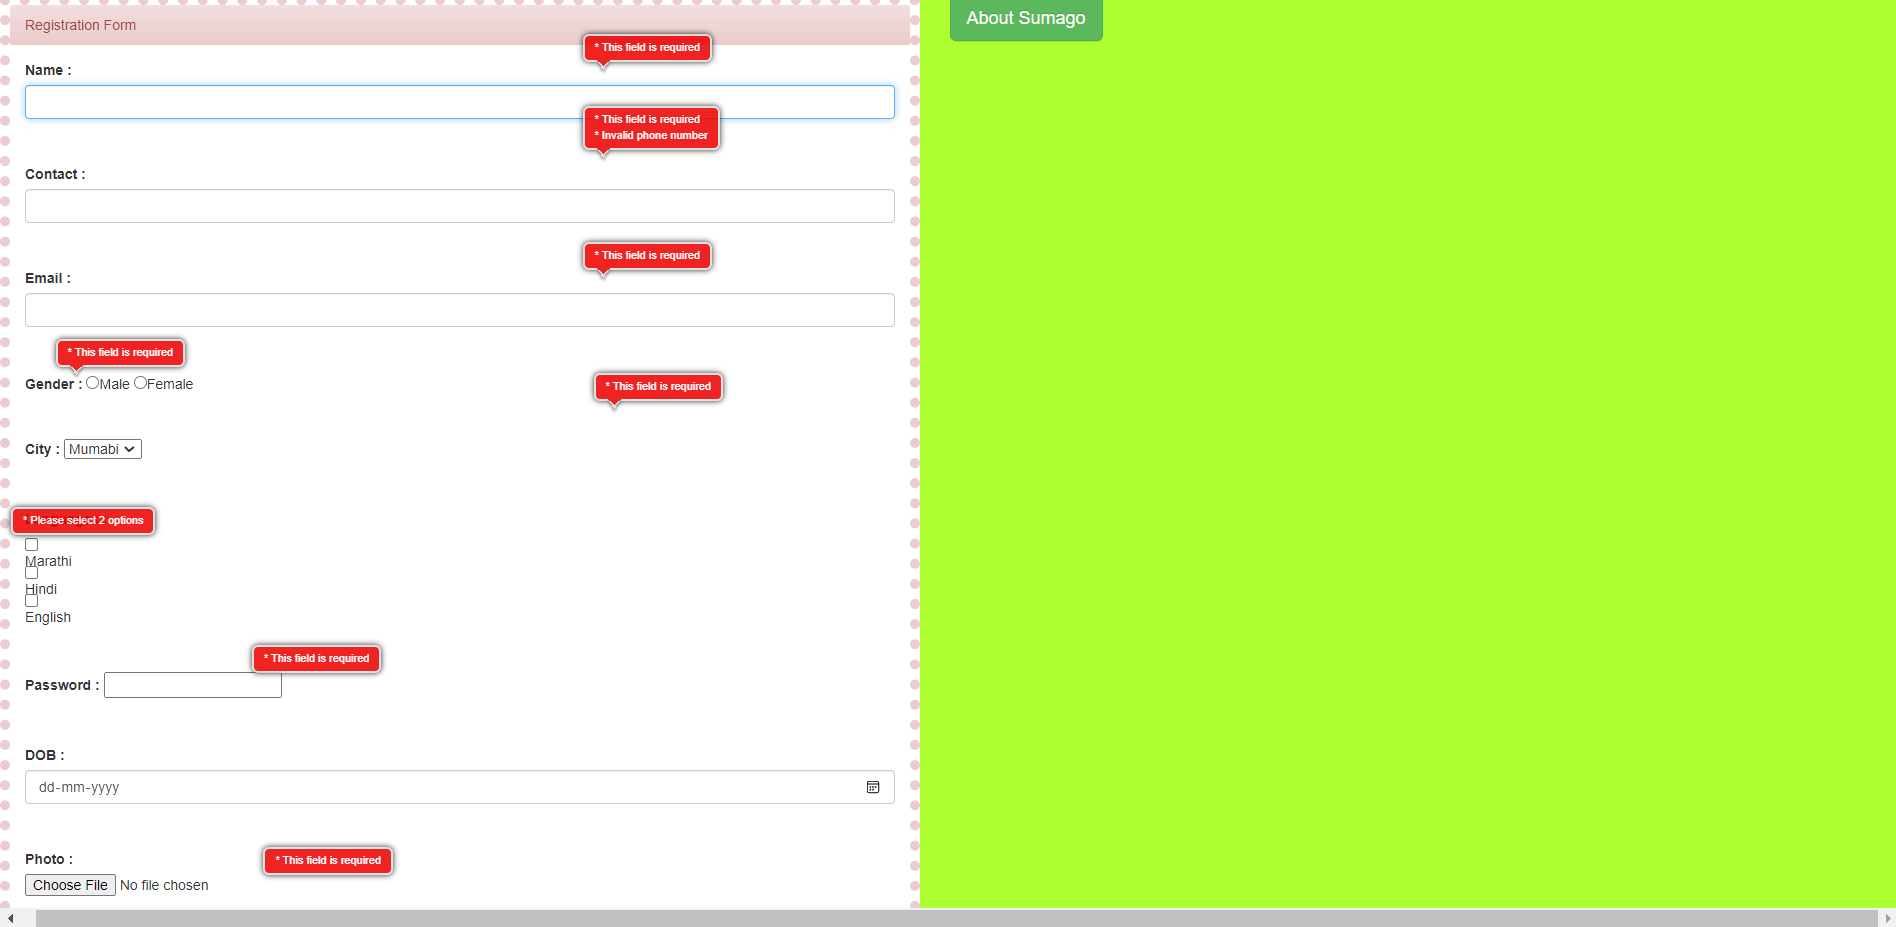 Registration Form
About Sumago
* This field is required
Name :
* This field is required
* Invalid phone number
Contact :
* This field is required
Email :
* This field is required
Gender : Male Female
* This field is required
City : Mumabi
* Please select 2 options
Marathi
Hindi
English
* This field is required
Password :
DOB :
dd-mm-yyyy
Photo :
* This field is required
Choose File No file chosen